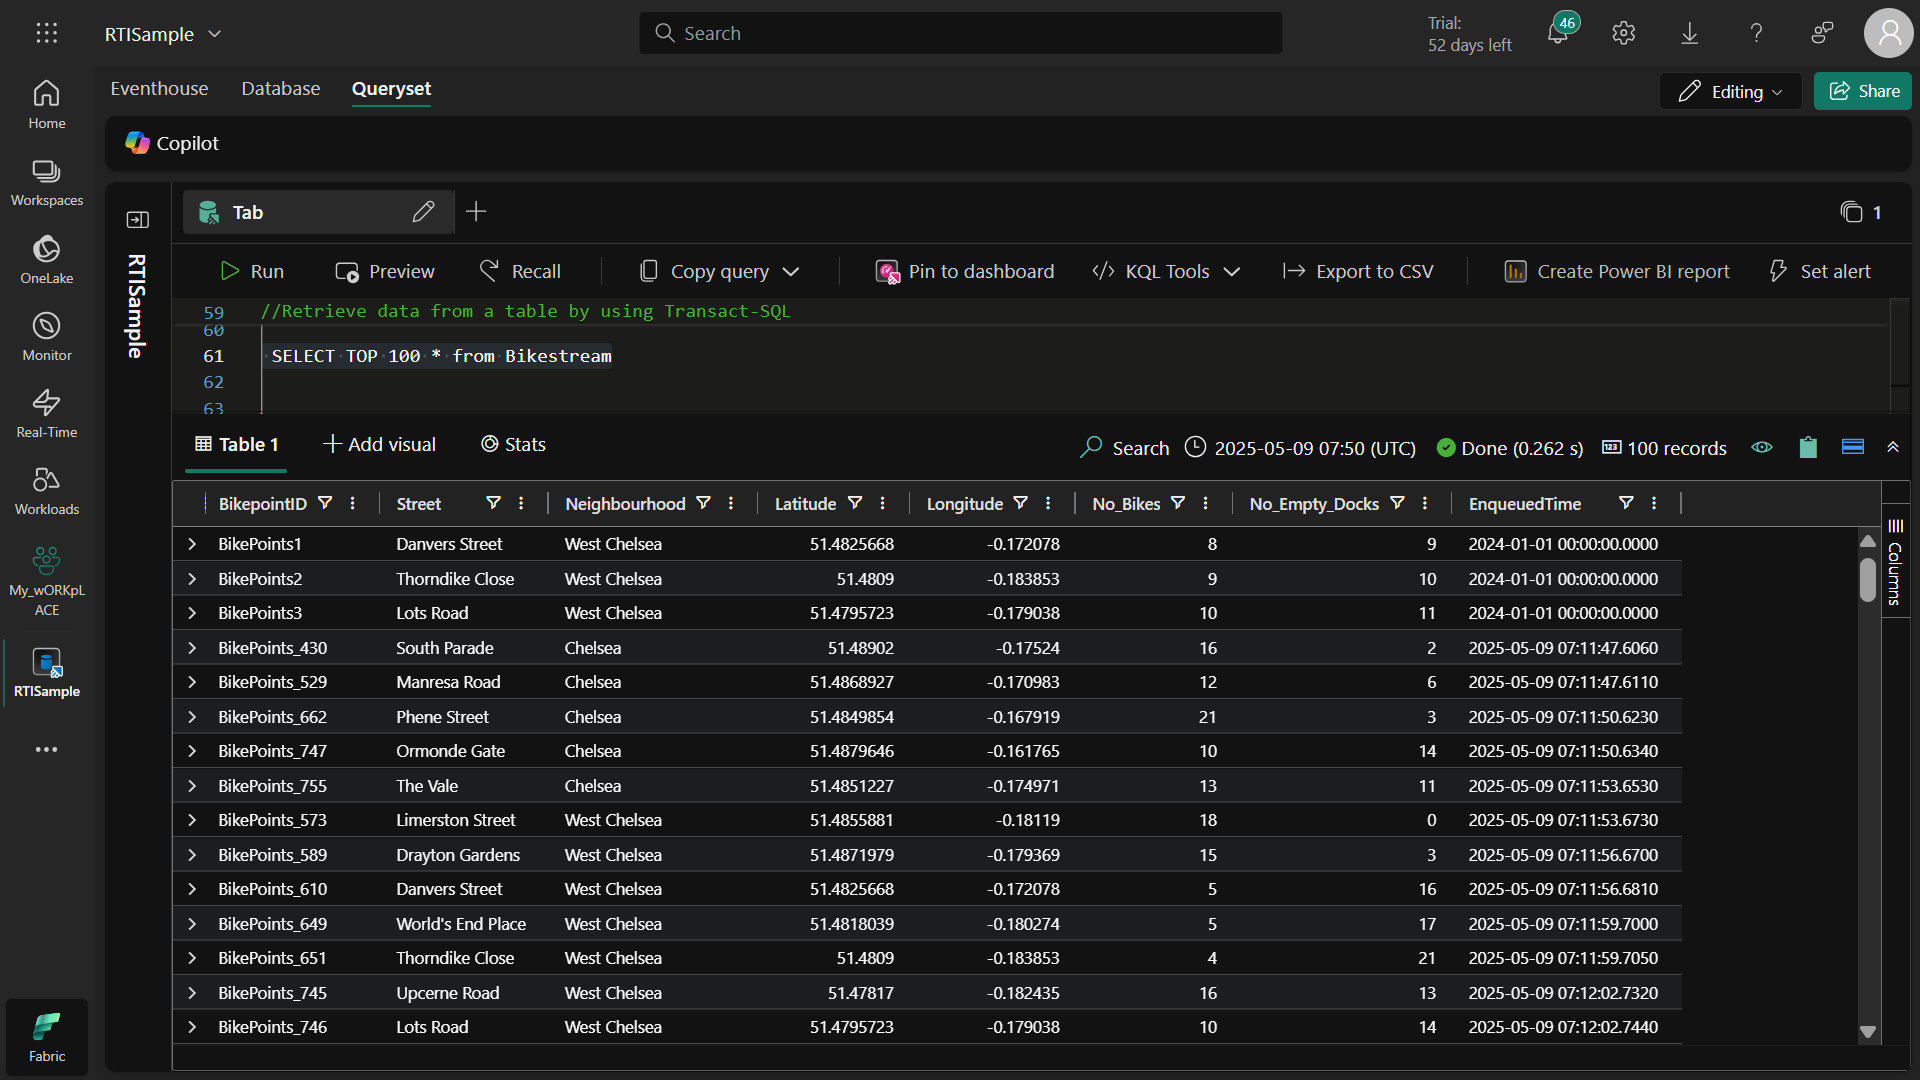 RTISample
Search
Trial:
52 days left
46
Home
Workspaces
OneLake
Monitor
Real-Time
Workloads
My_wORKpL
ACE
RTISample
Fabric
Eventhouse Database Queryset
Editing
Share
Copilot
RTISample
Tab
1
Run Preview Recall Copy query Pin to dashboard KQL Tools Export to CSV Create Power BI report Set alert
59 //Retrieve data from a table by using Transact-SQL
60
61 SELECT TOP 100 * from Bikestream
62
63
Table 1 Add visual Stats Search 2025-05-09 07:50 (UTC) Done (0.262 s) 123 100 records
BikepointID Street Neighbourhood Latitude Longitude No_Bikes No_Empty_Docks EnqueuedTime
BikePoints1 Danvers Street West Chelsea 51.4825668 -0.172078 8 9 2024-01-01 00:00:00.0000
BikePoints2 Thorndike Close West Chelsea 51.4809 -0.183853 9 10 2024-01-01 00:00:00.0000
BikePoints3 Lots Road West Chelsea 51.4795723 -0.179038 10 11 2024-01-01 00:00:00.0000
BikePoints_430 South Parade Chelsea 51.48902 -0.17524 16 2 2025-05-09 07:11:47.6060
BikePoints_529 Manresa Road Chelsea 51.4868927 -0.170983 12 6 2025-05-09 07:11:47.6110
BikePoints_662 Phene Street Chelsea 51.4849854 -0.167919 21 3 2025-05-09 07:11:50.6230
BikePoints_747 Ormonde Gate Chelsea 51.4879646 -0.161765 10 14 2025-05-09 07:11:50.6340
BikePoints_755 The Vale Chelsea 51.4851227 -0.174971 13 11 2025-05-09 07:11:53.6530
BikePoints_573 Limerston Street West Chelsea 51.4855881 -0.18119 18 0 2025-05-09 07:11:53.6730
BikePoints_589 Drayton Gardens West Chelsea 51.4871979 -0.179369 15 3 2025-05-09 07:11:56.6700
BikePoints_610 Danvers Street West Chelsea 51.4825668 -0.172078 5 16 2025-05-09 07:11:56.6810
BikePoints_649 World's End Place West Chelsea 51.4818039 -0.180274 5 17 2025-05-09 07:11:59.7000
BikePoints_651 Thorndike Close West Chelsea 51.4809 -0.183853 4 21 2025-05-09 07:11:59.7050
BikePoints_745 Upcerne Road West Chelsea 51.47817 -0.182435 16 13 2025-05-09 07:12:02.7320
BikePoints_746 Lots Road West Chelsea 51.4795723 -0.179038 10 14 2025-05-09 07:12:02.7440
Columns